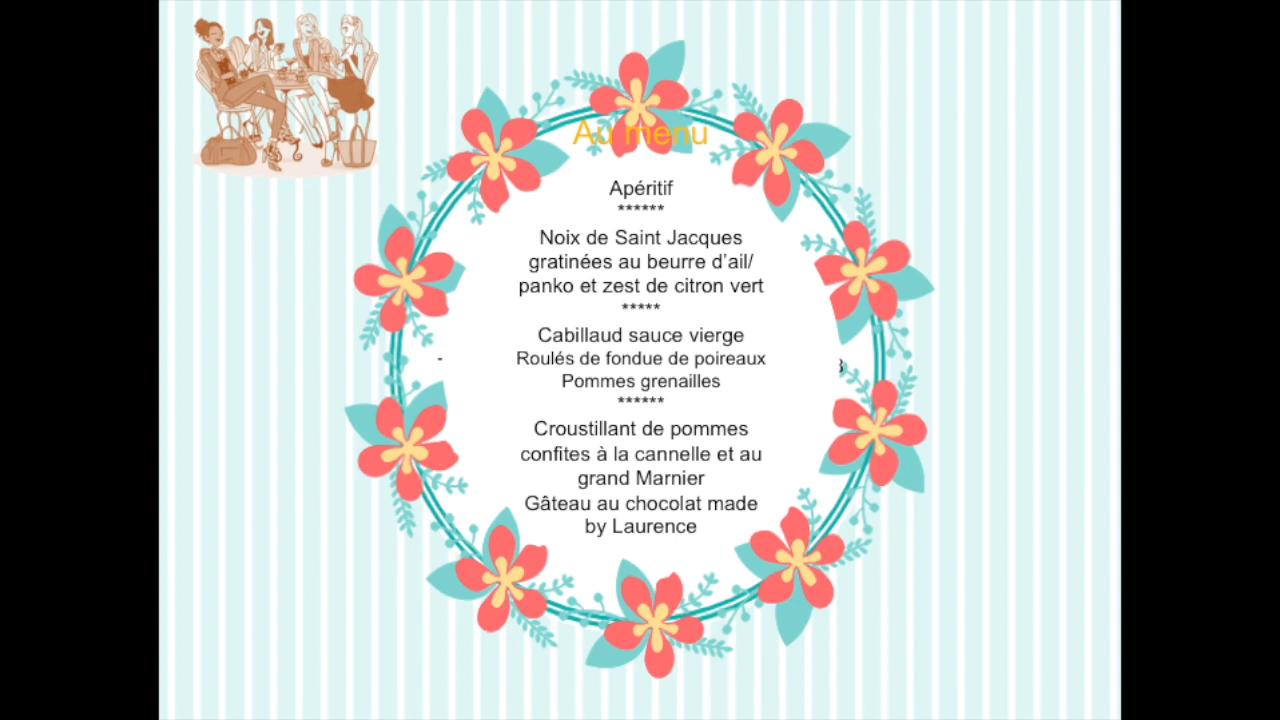 Au menu
Apéritif
******
Noix de Saint Jacques
gratinées au beurre d’ail/
panko et zest de citron vert
*****
Cabillaud sauce vierge
Roulés de fondue de poireaux
Pommes grenailles
******
Croustillant de pommes
confites à la cannelle et au
grand Marnier
Gâteau au chocolat made
by Laurence